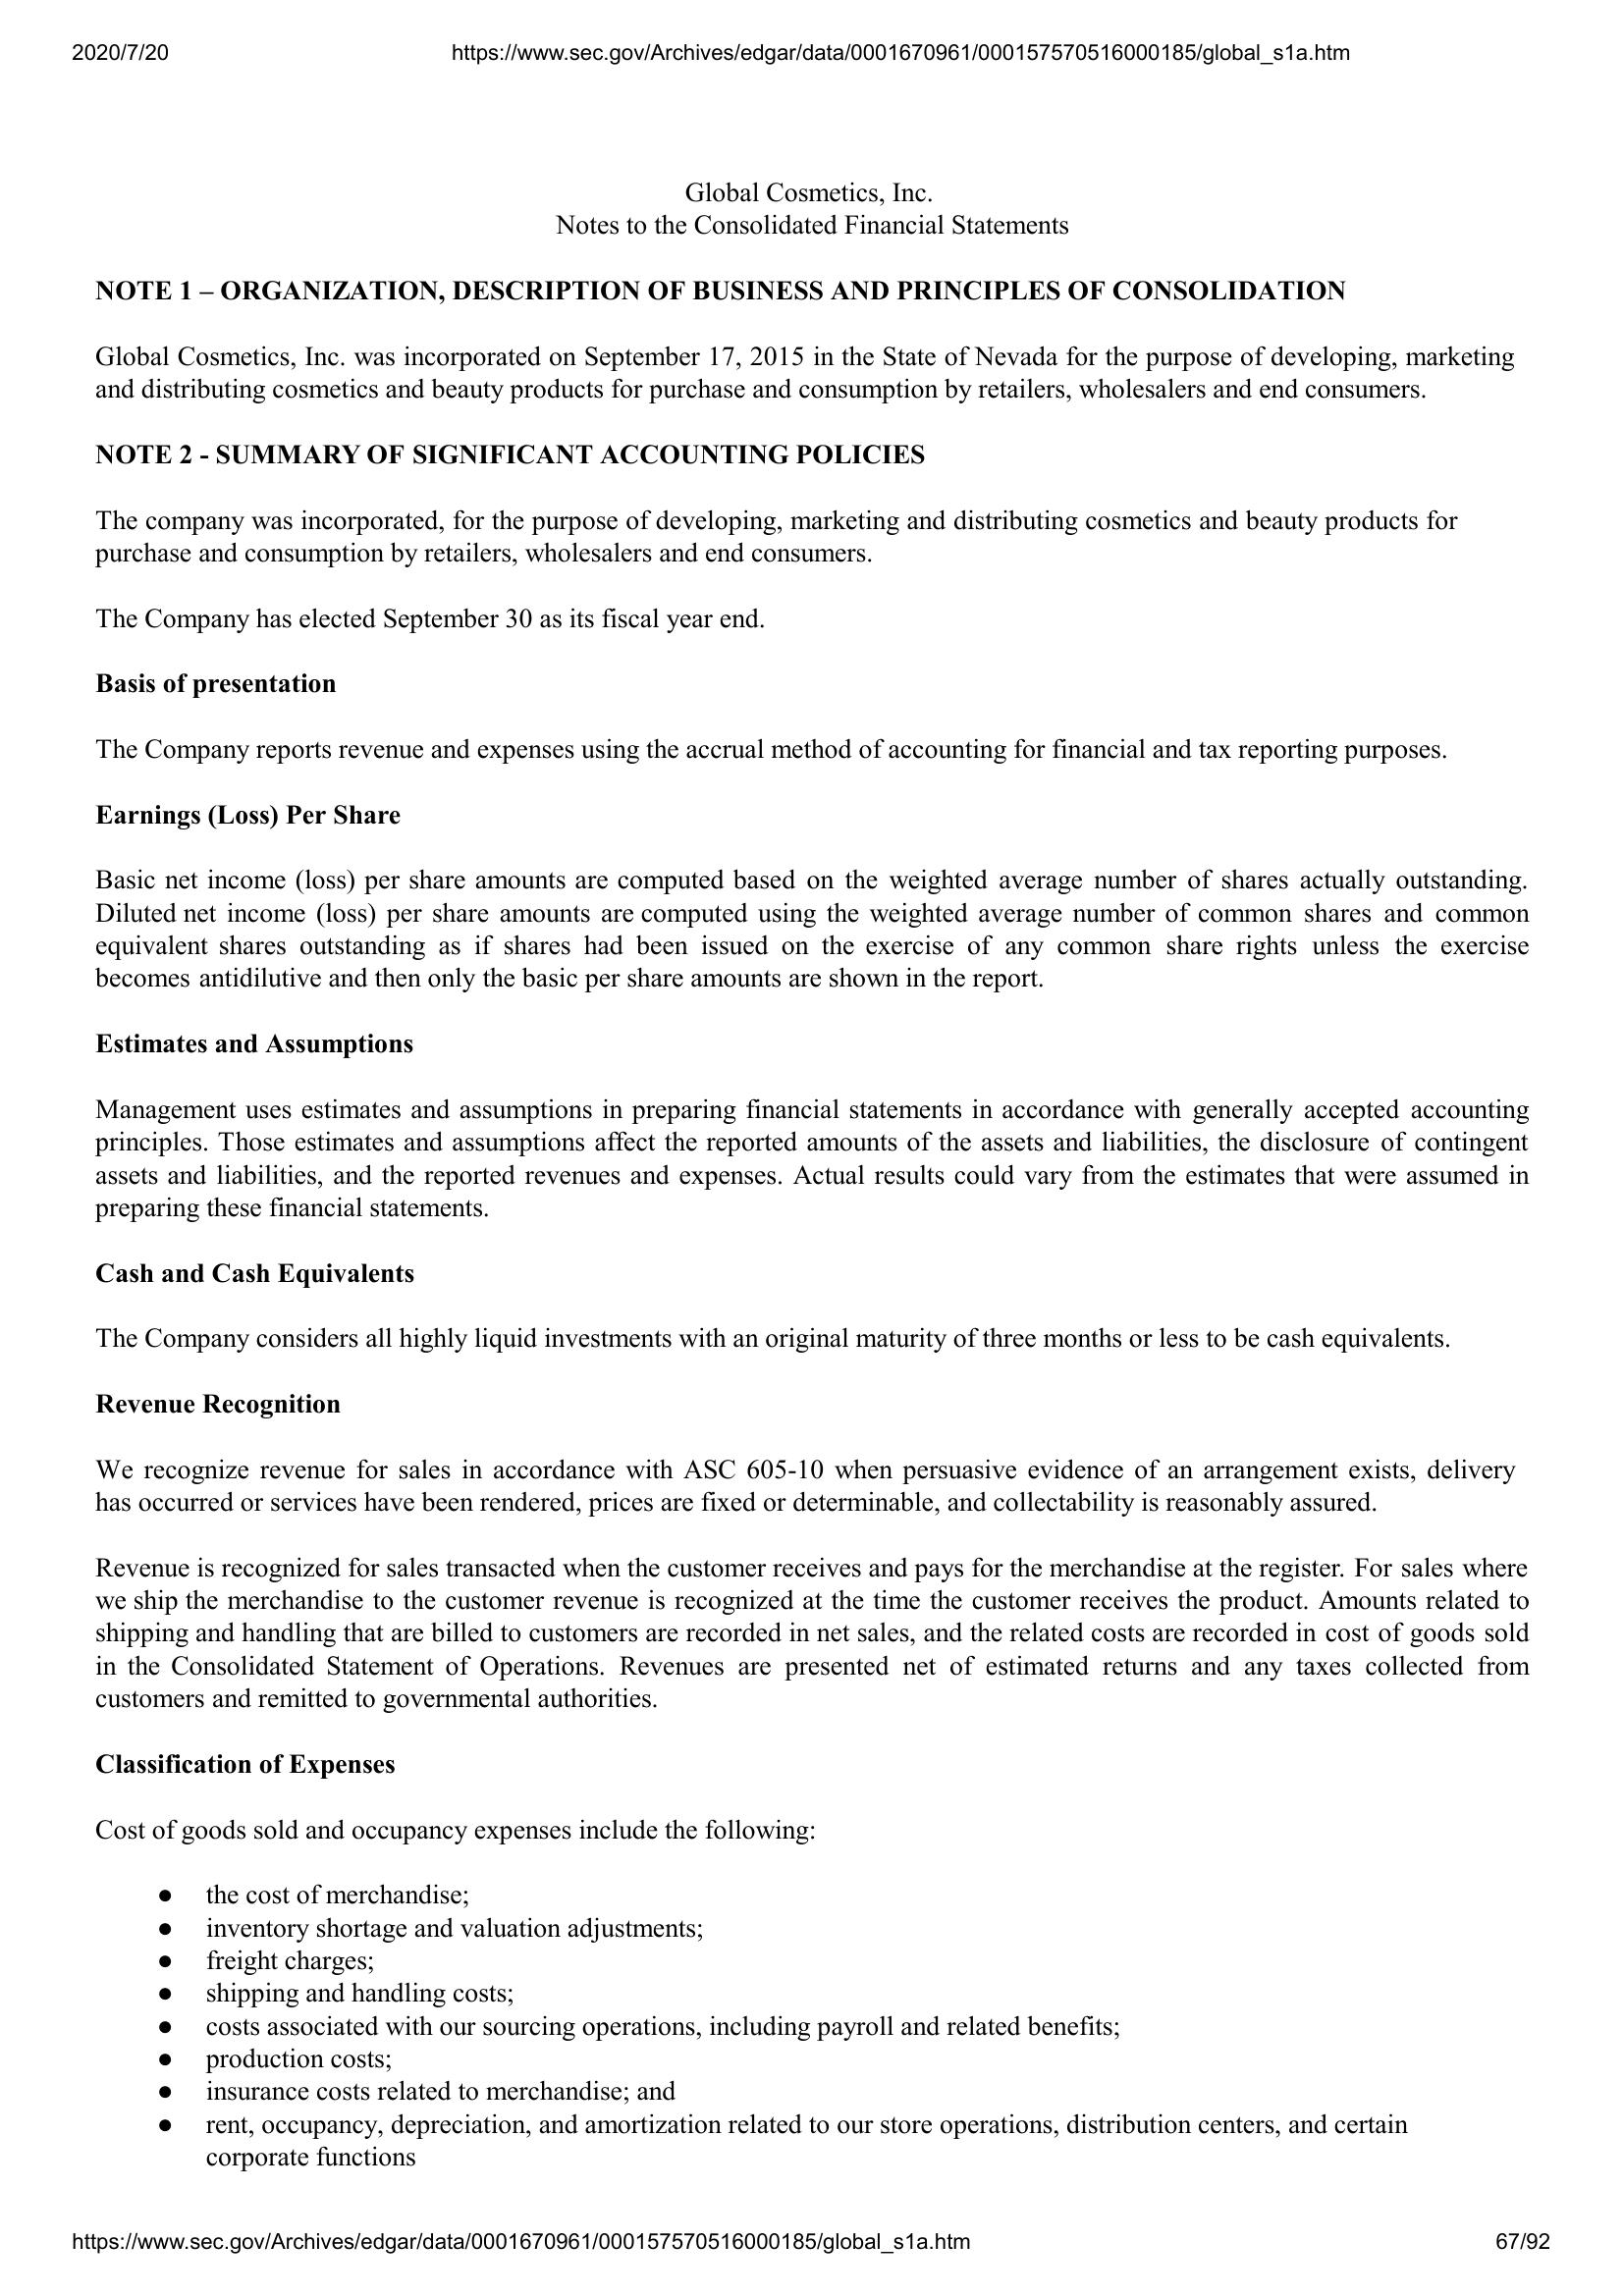 2020/7/20 https://www.sec.gov/Archives/edgar/data/0001670961/000157570516000185/global_s1a.htm
Global Cosmetics, Inc.
Notes to the Consolidated Financial Statements
NOTE 1 – ORGANIZATION, DESCRIPTION OF BUSINESS AND PRINCIPLES OF CONSOLIDATION
Global Cosmetics, Inc. was incorporated on September 17, 2015 in the State of Nevada for the purpose of developing, marketing
and distributing cosmetics and beauty products for purchase and consumption by retailers, wholesalers and end consumers.
NOTE 2 - SUMMARY OF SIGNIFICANT ACCOUNTING POLICIES
The company was incorporated, for the purpose of developing, marketing and distributing cosmetics and beauty products for
purchase and consumption by retailers, wholesalers and end consumers.
The Company has elected September 30 as its fiscal year end.
Basis of presentation
The Company reports revenue and expenses using the accrual method of accounting for financial and tax reporting purposes.
Earnings (Loss) Per Share
Basic net income (loss) per share amounts are computed based on the weighted average number of shares actually outstanding.
Diluted net income (loss) per share amounts are computed using the weighted average number of common shares and common
equivalent shares outstanding as if shares had been issued on the exercise of any common share rights unless the exercise
becomes antidilutive and then only the basic per share amounts are shown in the report.
Estimates and Assumptions
Management uses estimates and assumptions in preparing financial statements in accordance with generally accepted accounting
principles. Those estimates and assumptions affect the reported amounts of the assets and liabilities, the disclosure of contingent
assets and liabilities, and the reported revenues and expenses. Actual results could vary from the estimates that were assumed in
preparing these financial statements.
Cash and Cash Equivalents
The Company considers all highly liquid investments with an original maturity of three months or less to be cash equivalents.
Revenue Recognition
We recognize revenue for sales in accordance with ASC 605-10 when persuasive evidence of an arrangement exists, delivery
has occurred or services have been rendered, prices are fixed or determinable, and collectability is reasonably assured.
Revenue is recognized for sales transacted when the customer receives and pays for the merchandise at the register. For sales where
we ship the merchandise to the customer revenue is recognized at the time the customer receives the product. Amounts related to
shipping and handling that are billed to customers are recorded in net sales, and the related costs are recorded in cost of goods sold
in the Consolidated Statement of Operations. Revenues are presented net of estimated returns and any taxes collected from
customers and remitted to governmental authorities.
Classification of Expenses
Cost of goods sold and occupancy expenses include the following:
● the cost of merchandise;
● inventory shortage and valuation adjustments;
● freight charges;
● shipping and handling costs;
● costs associated with our sourcing operations, including payroll and related benefits;
● production costs;
● insurance costs related to merchandise; and
● rent, occupancy, depreciation, and amortization related to our store operations, distribution centers, and certain
corporate functions
https://www.sec.gov/Archives/edgar/data/0001670961/000157570516000185/global_s1a.htm 67/92